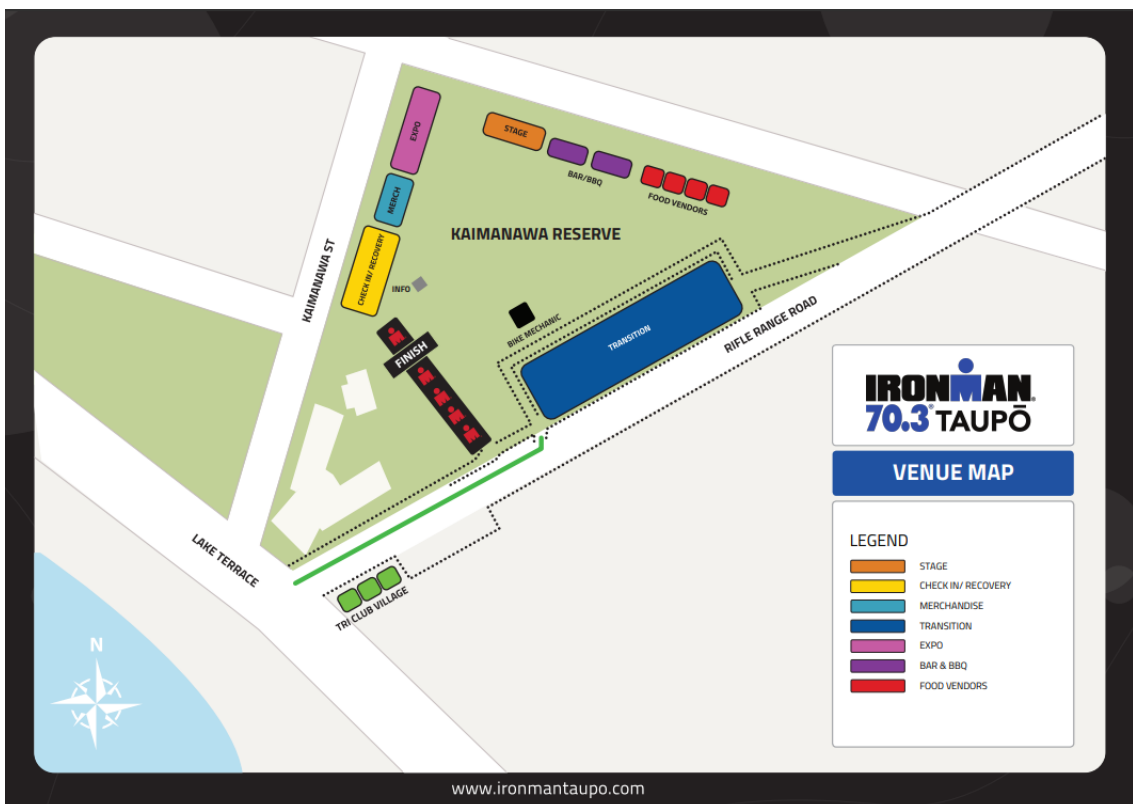 EXPO
STAGE
BAR/BBQ
FOOD VENDORS
MERCH
KAIMANAWA RESERVE
CHECK IN/ RECOVERY
KAIMANAWA ST
INFO
BIKE MECHANIC
FINISH
TRANSITION
RIFLE RANGE ROAD
LAKE TERRACE
TRI CLUB VILLAGE
N
IRONMAN®
70.3® TAUPŌ
VENUE MAP
LEGEND
STAGE
CHECK IN/ RECOVERY
MERCHANDISE
TRANSITION
EXPO
BAR & BBQ
FOOD VENDORS
www.ironmantaupo.com